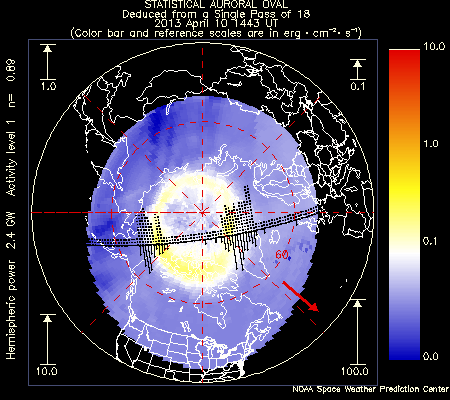 STATISTICAL AURORAL OVAL
Deduced from a Single Pass of 18
2013 April 10 1443 UT
(Color bar and reference scales are in erg · cm⁻² · s⁻¹)
Hemispheric power 2.4 GW Activity level 1 n= 0.89
1.0
0.1
10.0
100.0
60
10.0
1.0
0.1
0.0
NOAA Space Weather Prediction Center